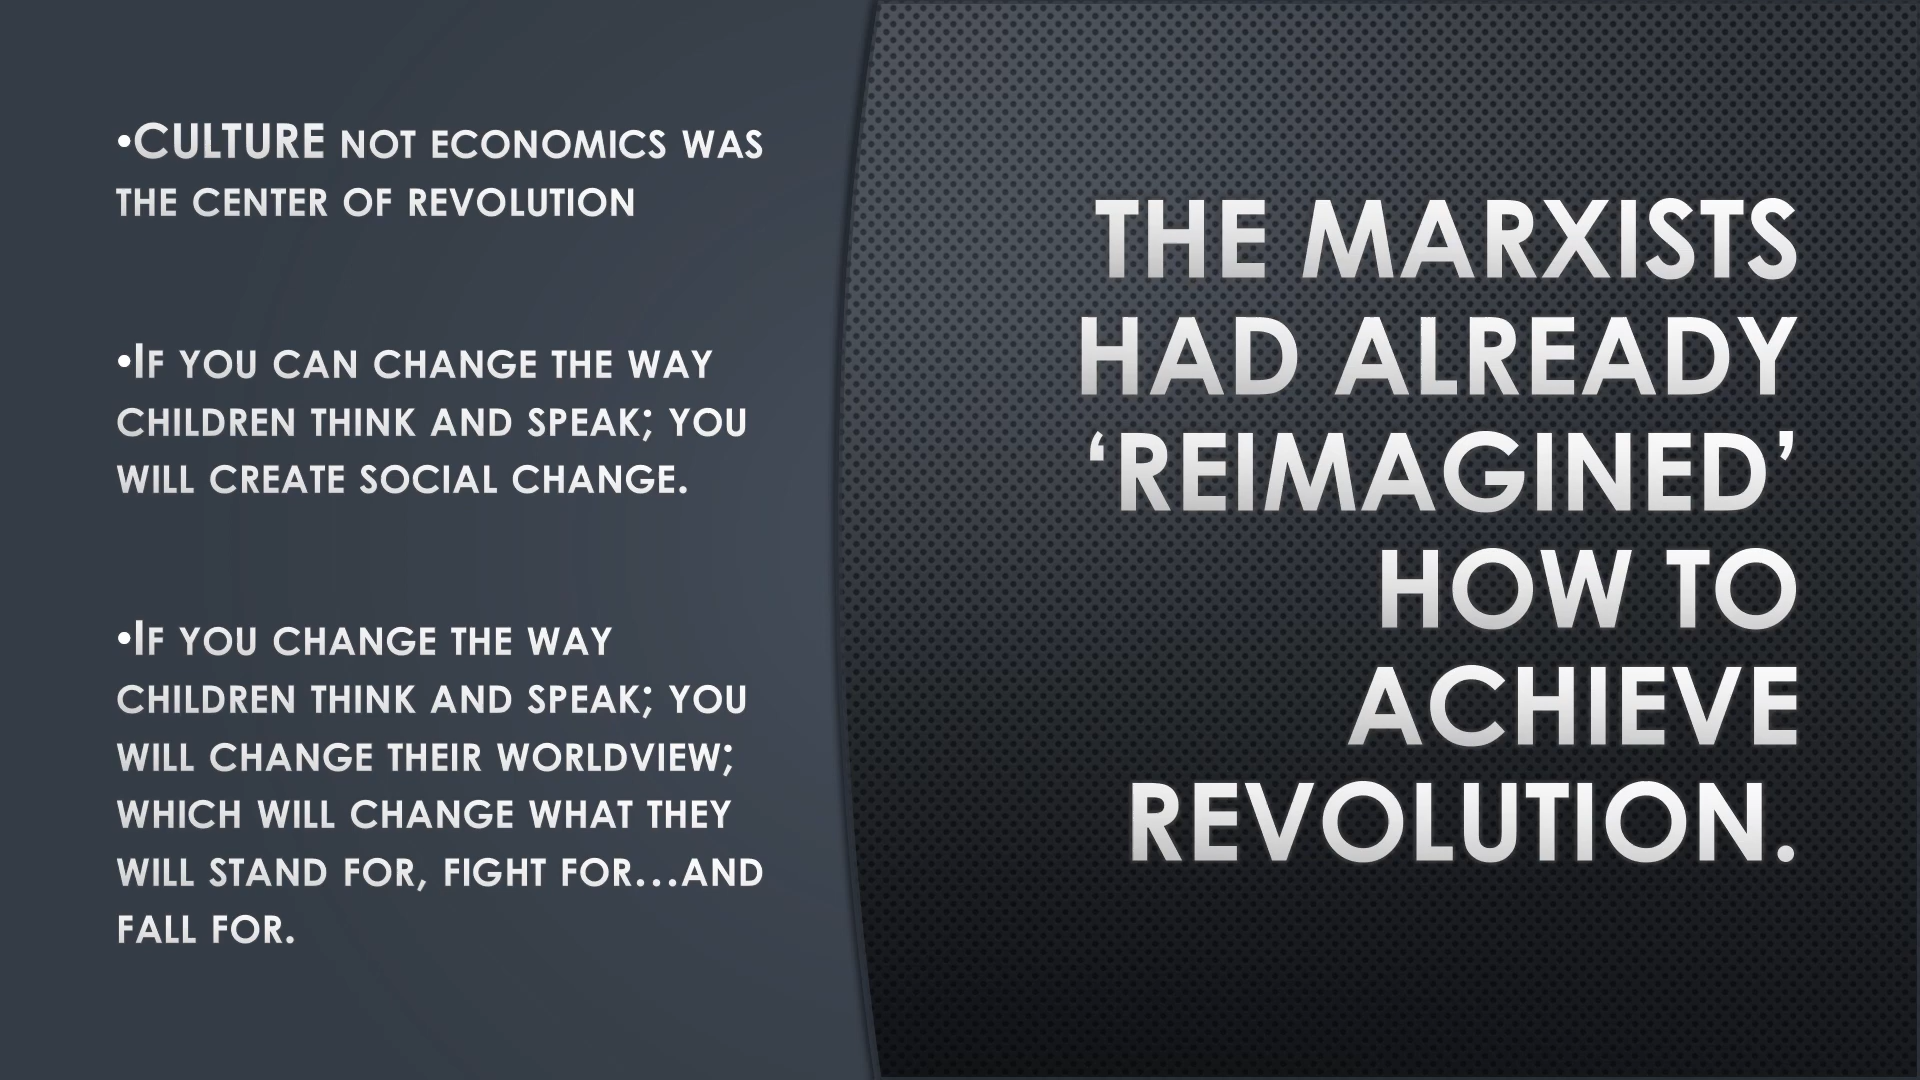 •CULTURE NOT ECONOMICS WAS
THE CENTER OF REVOLUTION
•IF YOU CAN CHANGE THE WAY
CHILDREN THINK AND SPEAK; YOU
WILL CREATE SOCIAL CHANGE.
•IF YOU CHANGE THE WAY
CHILDREN THINK AND SPEAK; YOU
WILL CHANGE THEIR WORLDVIEW;
WHICH WILL CHANGE WHAT THEY
WILL STAND FOR, FIGHT FOR...AND
FALL FOR.
THE MARXISTS
HAD ALREADY
‘REIMAGINED’
HOW TO
ACHIEVE
REVOLUTION.